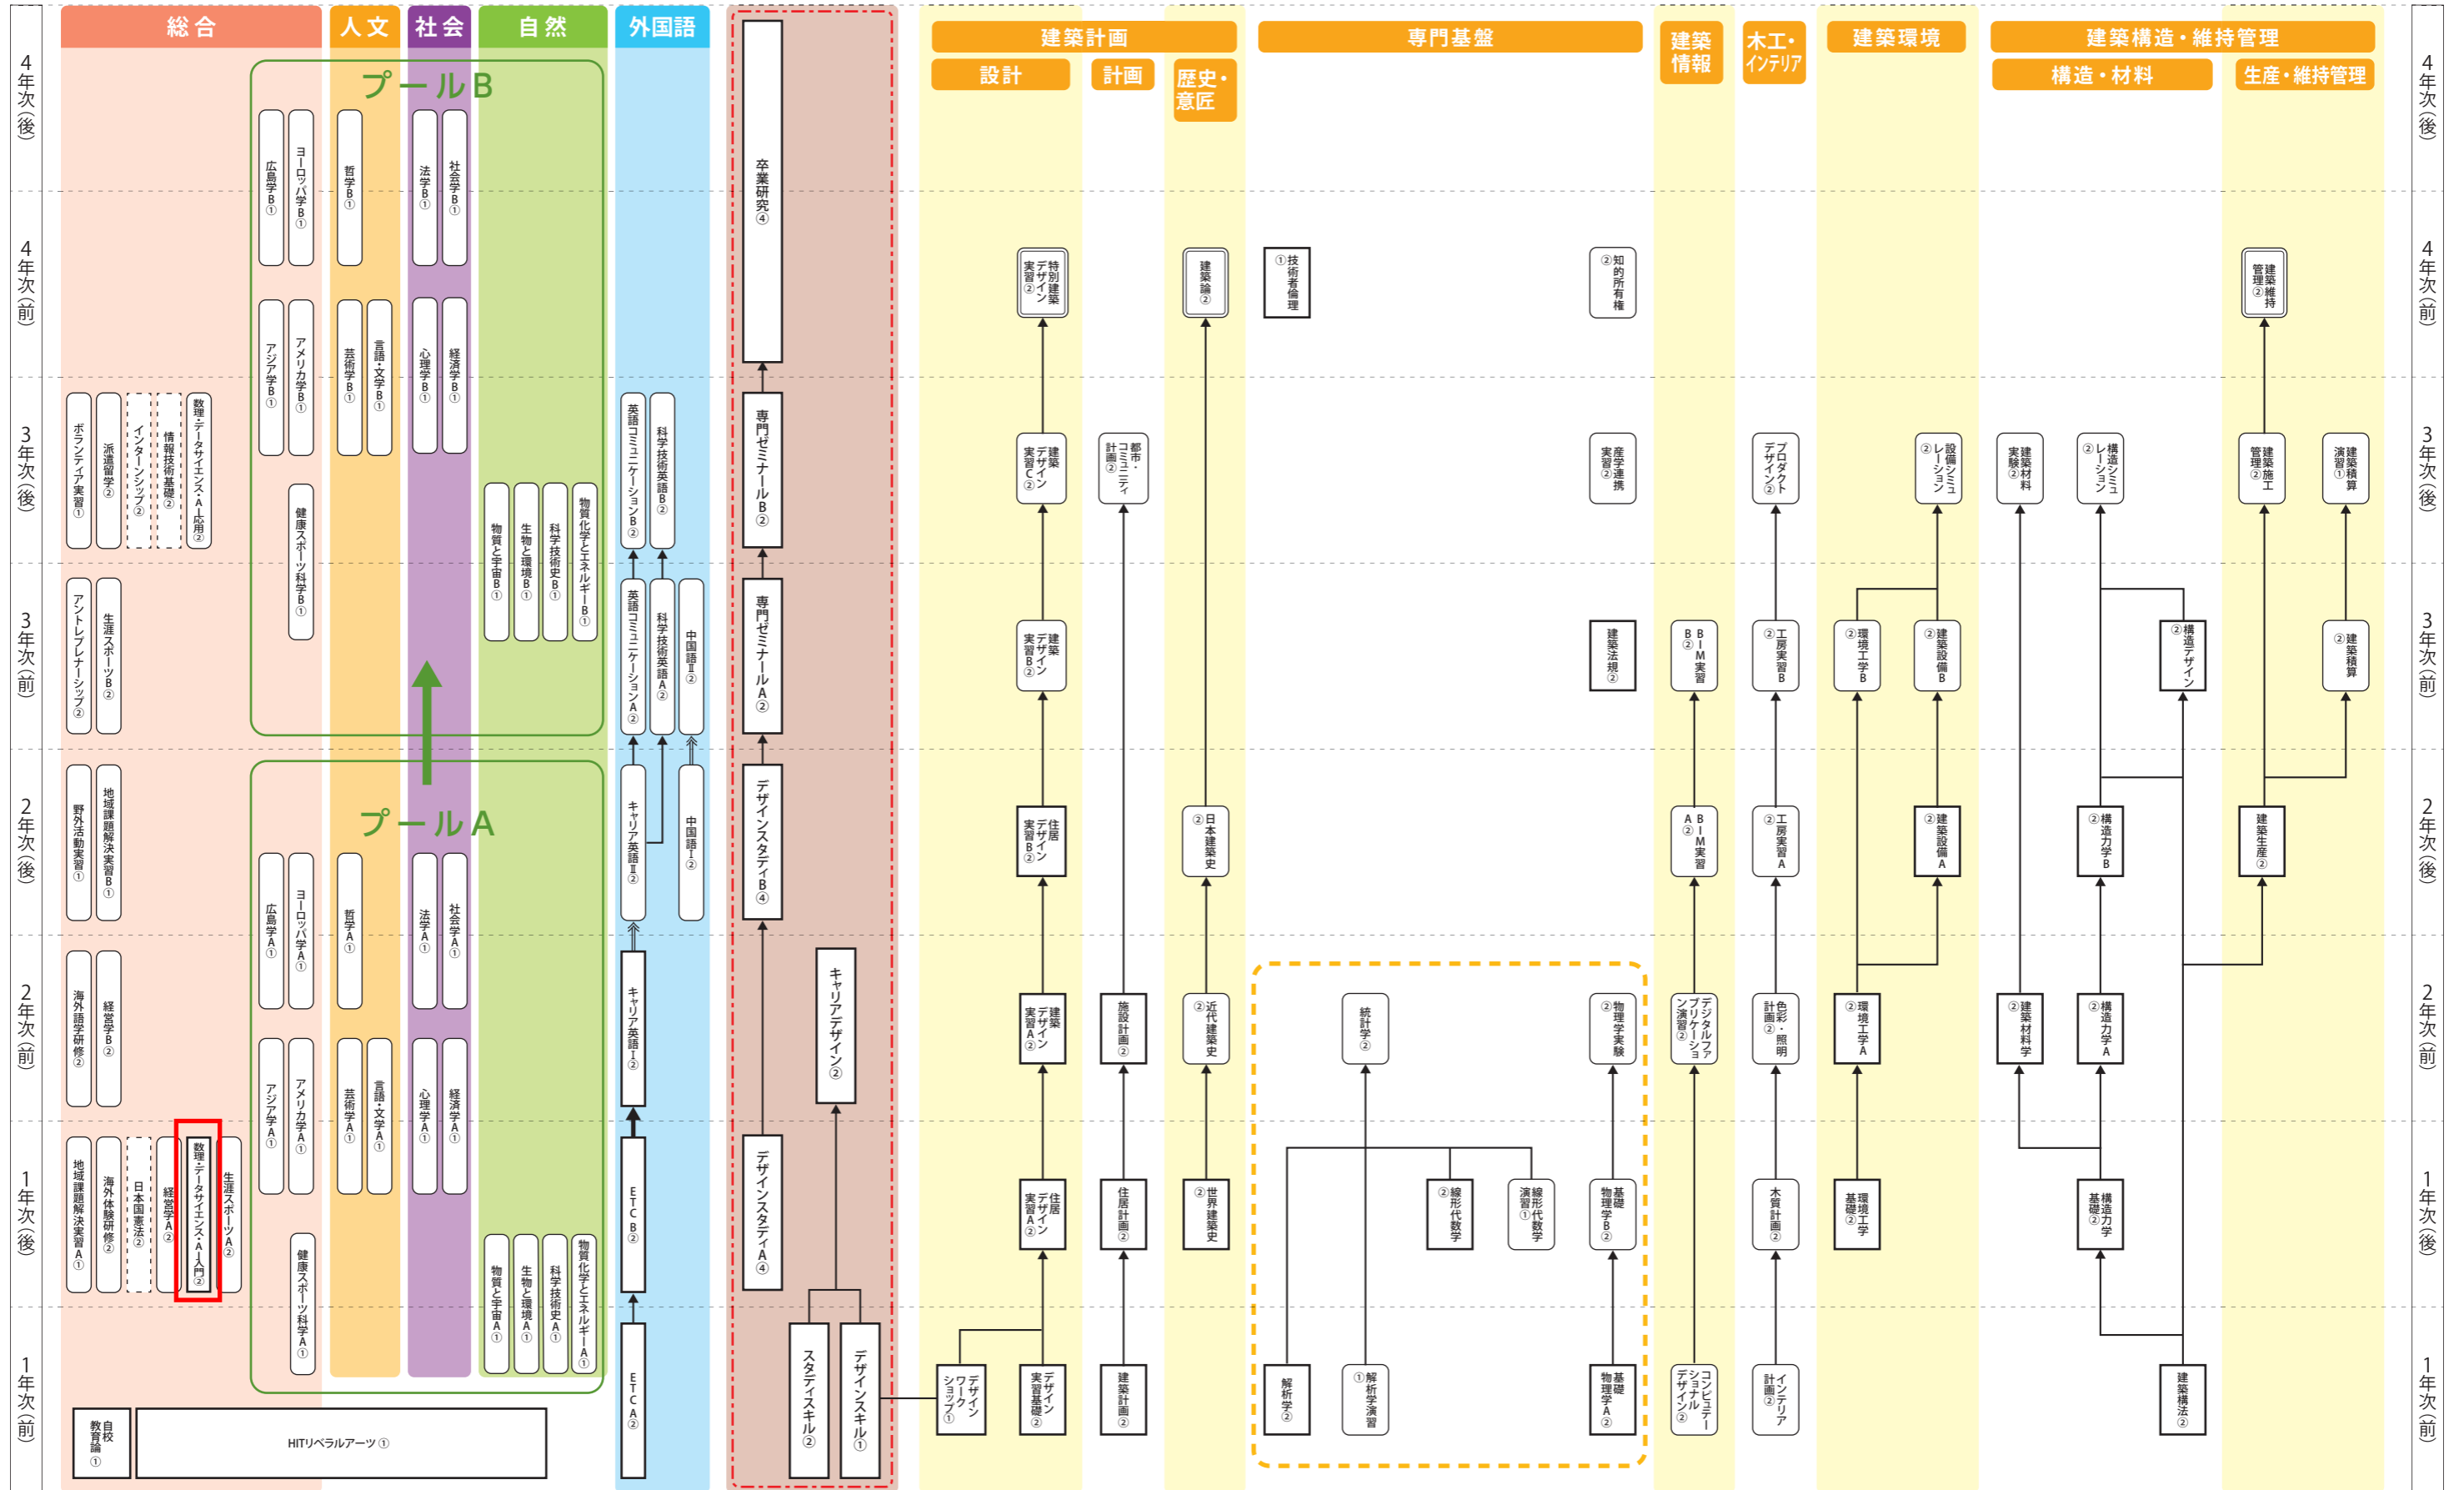 総合
人文
社会
自然
外国語
建築計画
設計
計画
歴史・
意匠
専門基盤
建築
情報
木工・
インテリア
建築環境
建築構造・維持管理
構造・材料
生産・維持管理
4年次(後)
プールB
広島学B①
ヨーロッパ学B①
哲学B①
法学B①
社会学B①
卒業研究④
4年次(後)
4年次(前)
アジア学B①
アメリカ学B①
芸術学B①
言語・文学B①
心理学B①
経済学B①
特別建築
デザイン
実習②
建築論②
技術者倫理
①
知的所有権
②
建築維持
管理②
4年次(前)
3年次(後)
ボランティア実習①
派遣留学②
インターンシップ②
情報技術基礎②
数理・データサイエンス・AI応用②
健康スポーツ科学B①
物質と宇宙B①
生物と環境B①
科学技術史B①
物質化学とエネルギーB①
英語コミュニケーションB②
科学技術英語B②
専門ゼミナールB②
建築
デザイン
実習C②
都市・
コミュニティ
計画②
産学連携
実習②
プロダクト
デザイン②
設備シミュ
レーション
②
建築材料
実験②
構造シミュ
レーション
②
建築施工
管理②
建築積算
演習①
3年次(後)
3年次(前)
アントレプレナーシップ②
生涯スポーツB②
英語コミュニケーションA②
科学技術英語A②
中国語Ⅱ②
専門ゼミナールA②
建築
デザイン
実習B②
建築法規②
BIM実習
B②
工房実習B
②
環境工学B
②
建築設備B
②
構造デザイン
②
建築積算
②
3年次(前)
2年次(後)
野外活動実習①
地域課題解決実習B①
プールA
広島学A①
ヨーロッパ学A①
哲学A①
法学A①
社会学A①
キャリア英語Ⅱ②
中国語Ⅰ②
デザインスタディB④
住居
デザイン
実習B②
日本建築史
②
BIM実習
A②
工房実習A
②
建築設備A
②
構造力学B
②
建築生産②
2年次(後)
2年次(前)
海外語学研修②
経営学B②
アジア学A①
アメリカ学A①
芸術学A①
言語・文学A①
心理学A①
経済学A①
キャリア英語Ⅰ②
キャリアデザイン②
建築
デザイン
実習A②
施設計画②
近代建築史
②
統計学②
物理学実験
②
デジタルファ
ブリケーショ
ン演習②
色彩・照明
計画②
環境工学A
②
建築材料学
②
構造力学A
②
2年次(前)
1年次(後)
地域課題解決実習A①
海外体験研修②
日本国憲法②
経営学A②
数理・データサイエンス・AI入門②
生涯スポーツA②
健康スポーツ科学A①
物質と宇宙A①
生物と環境A①
科学技術史A①
物質化学とエネルギーA①
ETC B②
デザインスタディA④
住居
デザイン
実習A②
住居計画②
世界建築史
②
線形代数学
②
線形代数学
演習①
基礎
物理学B②
木質計画②
環境工学
基礎②
構造力学
基礎②
1年次(後)
1年次(前)
自校
教育論①
HITリベラルアーツ①
ETC A②
スタディスキル②
デザインスキル①
デザイン
ワーク
ショップ①
デザイン
実習基礎②
建築計画②
解析学②
解析学演習
①
基礎
物理学A②
コンピュテー
ショナル
デザイン②
インテリア
計画②
建築構法②
1年次(前)